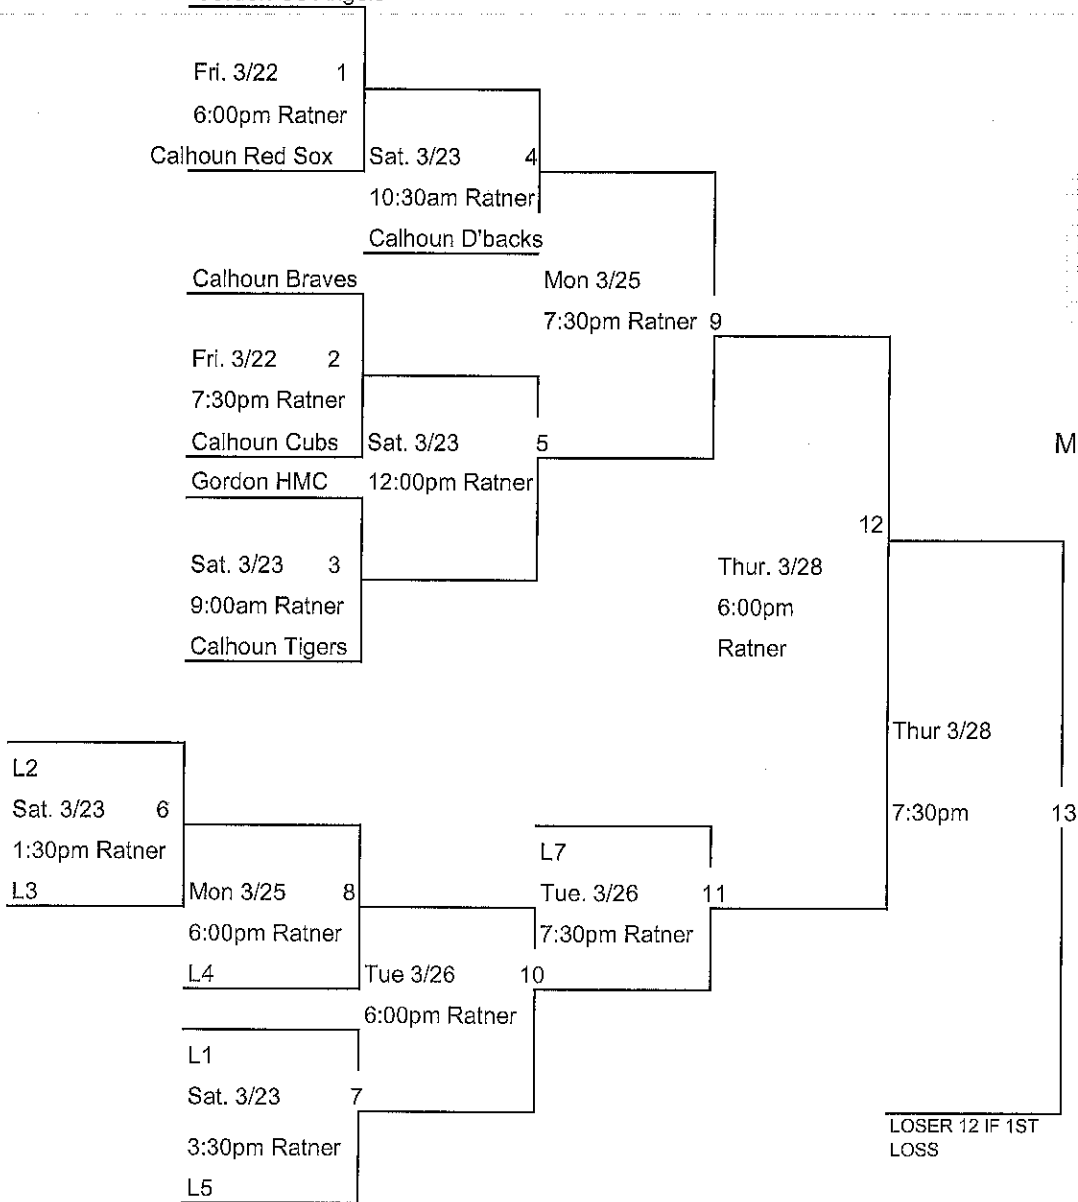 Fri. 3/22 1
6:00pm Ratner
Calhoun Red Sox
Sat. 3/23 4
10:30am Ratner
Calhoun D'backs
Calhoun Braves
Mon 3/25
7:30pm Ratner 9
Fri. 3/22 2
7:30pm Ratner
Calhoun Cubs
Sat. 3/23 5
12:00pm Ratner
Gordon HMC
M
12
Sat. 3/23 3
9:00am Ratner
Calhoun Tigers
Thur. 3/28
6:00pm
Ratner
Thur 3/28
7:30pm 13
L2
Sat. 3/23 6
1:30pm Ratner
L3
Mon 3/25 8
6:00pm Ratner
L4
L7
Tue. 3/26 11
7:30pm Ratner
Tue 3/26 10
6:00pm Ratner
L1
Sat. 3/23 7
3:30pm Ratner
L5
LOSER 12 IF 1ST
LOSS